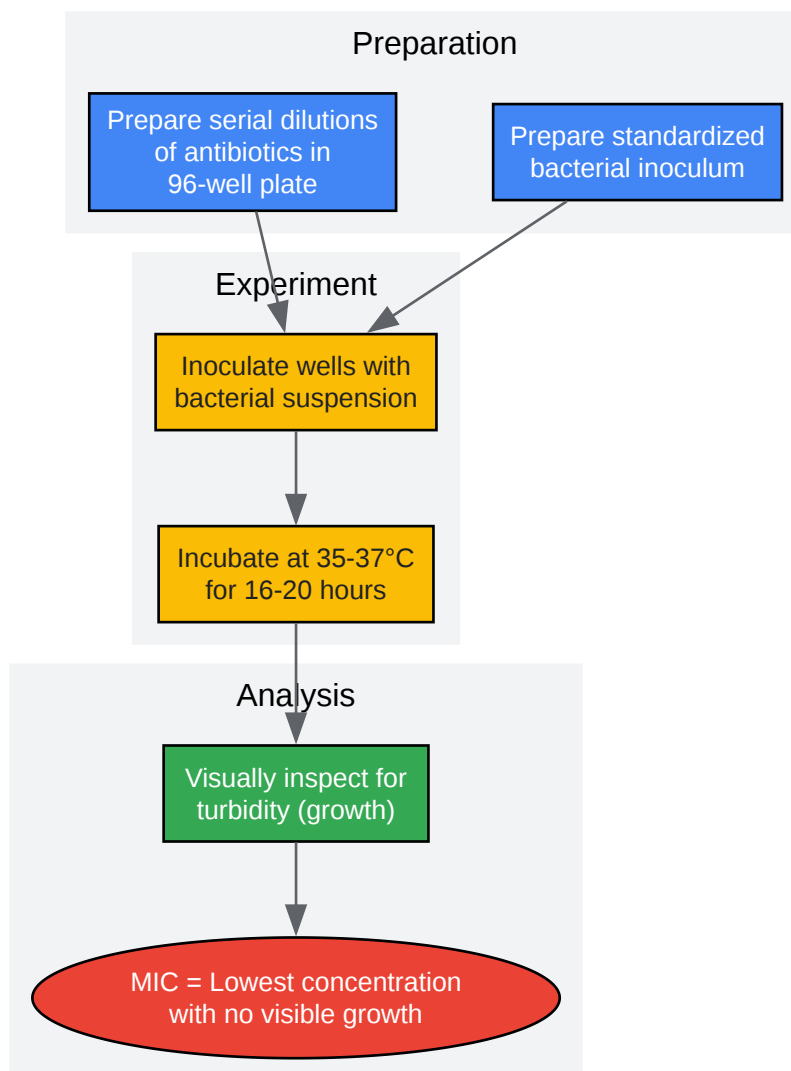 Preparation
Prepare serial dilutions
of antibiotics in
96-well plate
Prepare standardized
bacterial inoculum
Experiment
Inoculate wells with
bacterial suspension
Incubate at 35-37°C
for 16-20 hours
Analysis
Visually inspect for
turbidity (growth)
MIC = Lowest concentration
with no visible growth